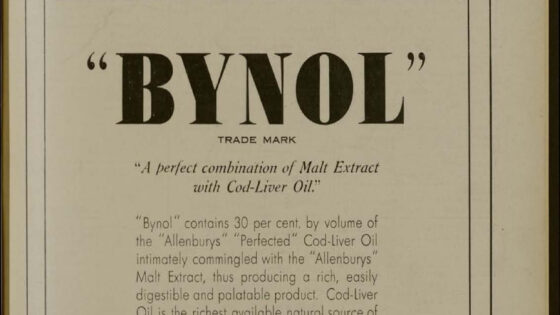 “BYNOL”
TRADE MARK
“A perfect combination of Malt Extract
with Cod-Liver Oil.”
“Bynol” contains 30 per cent. by volume of
the “Allenburys” “Perfected” Cod-Liver Oil
intimately commingled with the “Allenburys”
Malt Extract, thus producing a rich, easily
digestible and palatable product. Cod-Liver
Oil is the richest available natural source of